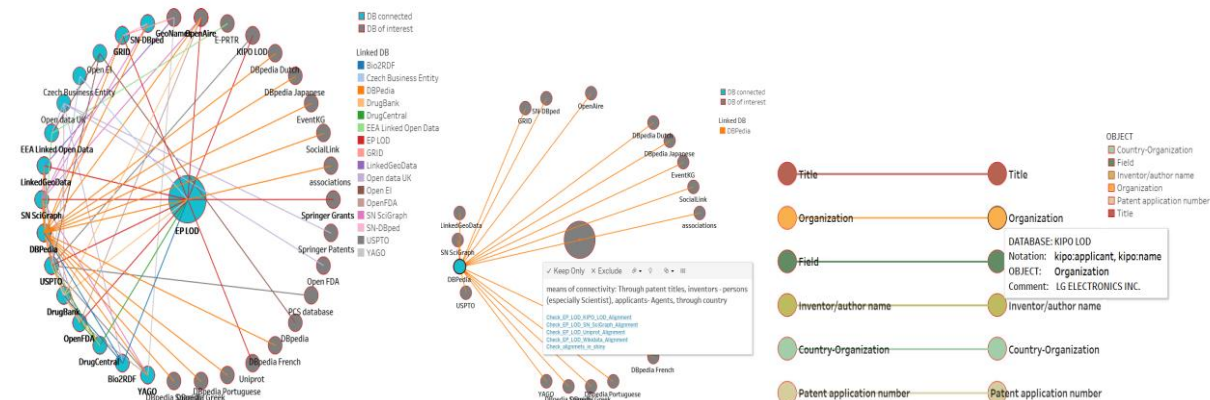 GeoNames
OpenAire
E-PRTR
SN-DBped
GRID
KIPO LOD
Open EI
DBpedia Dutch
Czech Business Entity
DBpedia Japanese
Open data UK
EventKG
EEA Linked Open Data
SocialLink
LinkedGeoData
associations
SN SciGraph
Springer Grants
EP LOD
DBPedia
Springer Patents
USPTO
Open FDA
DrugBank
PCS database
OpenFDA
DBpedia
DrugCentral
DBpedia French
Bio2RDF
Uniprot
YAGO
DBpedia Portuguese
DB connected
DB of interest
Linked DB
Bio2RDF
Czech Business Entity
DBPedia
DrugBank
DrugCentral
EEA Linked Open Data
EP LOD
GRID
LinkedGeoData
Open data UK
Open EI
OpenFDA
SN SciGraph
SN-DBped
USPTO
YAGO
OpenAire
SN-DBped
GRID
DBpedia Dutch
DBpedia Japanese
EventKG
SocialLink
associations
LinkedGeoData
SN SciGraph
DBPedia
USPTO
DBpedia French
YAGO
DBpedia Portuguese
DB connected
DB of interest
Linked DB
DBPedia
Keep Only
Exclude
means of connectivity: Through patent titles, inventors - persons
(especially Scientist), applicants- Agents, through country
Check_EP_LOD_KIPO_LOD_Alignment
Check_EP_LOD_SN_SciGraph_Alignment
Check_EP_LOD_Uniprot_Alignment
Check_EP_LOD_Wikidata_Alignment
Title
Title
Organization
Organization
Field
Inventor/author name
Inventor/author name
Country-Organization
Country-Organization
Patent application number
Patent application number
DATABASE: KIPO LOD
Notation: kipo:applicant, kipo:name
OBJECT: Organization
Comment: LG ELECTRONICS INC.
OBJECT
Country-Organization
Field
Inventor/author name
Organization
Patent application number
Title